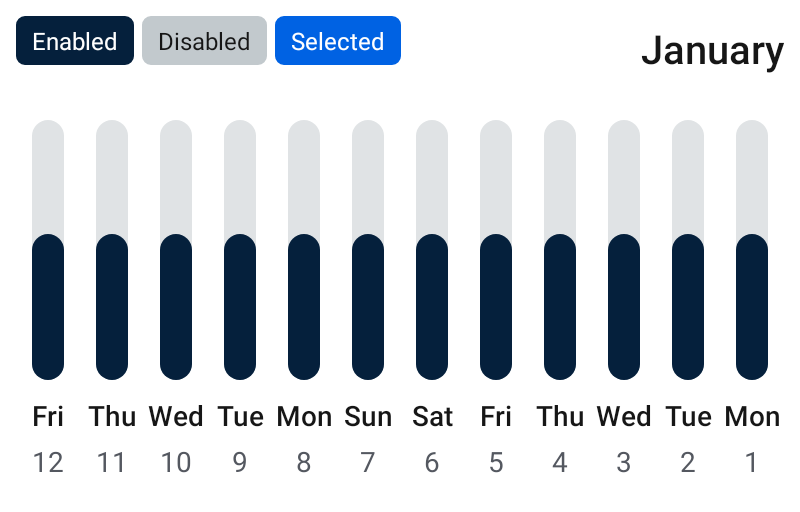 Enabled Disabled Selected
January
Fri Thu Wed Tue Mon Sun Sat Fri Thu Wed Tue Mon
12 11 10 9 8 7 6 5 4 3 2 1